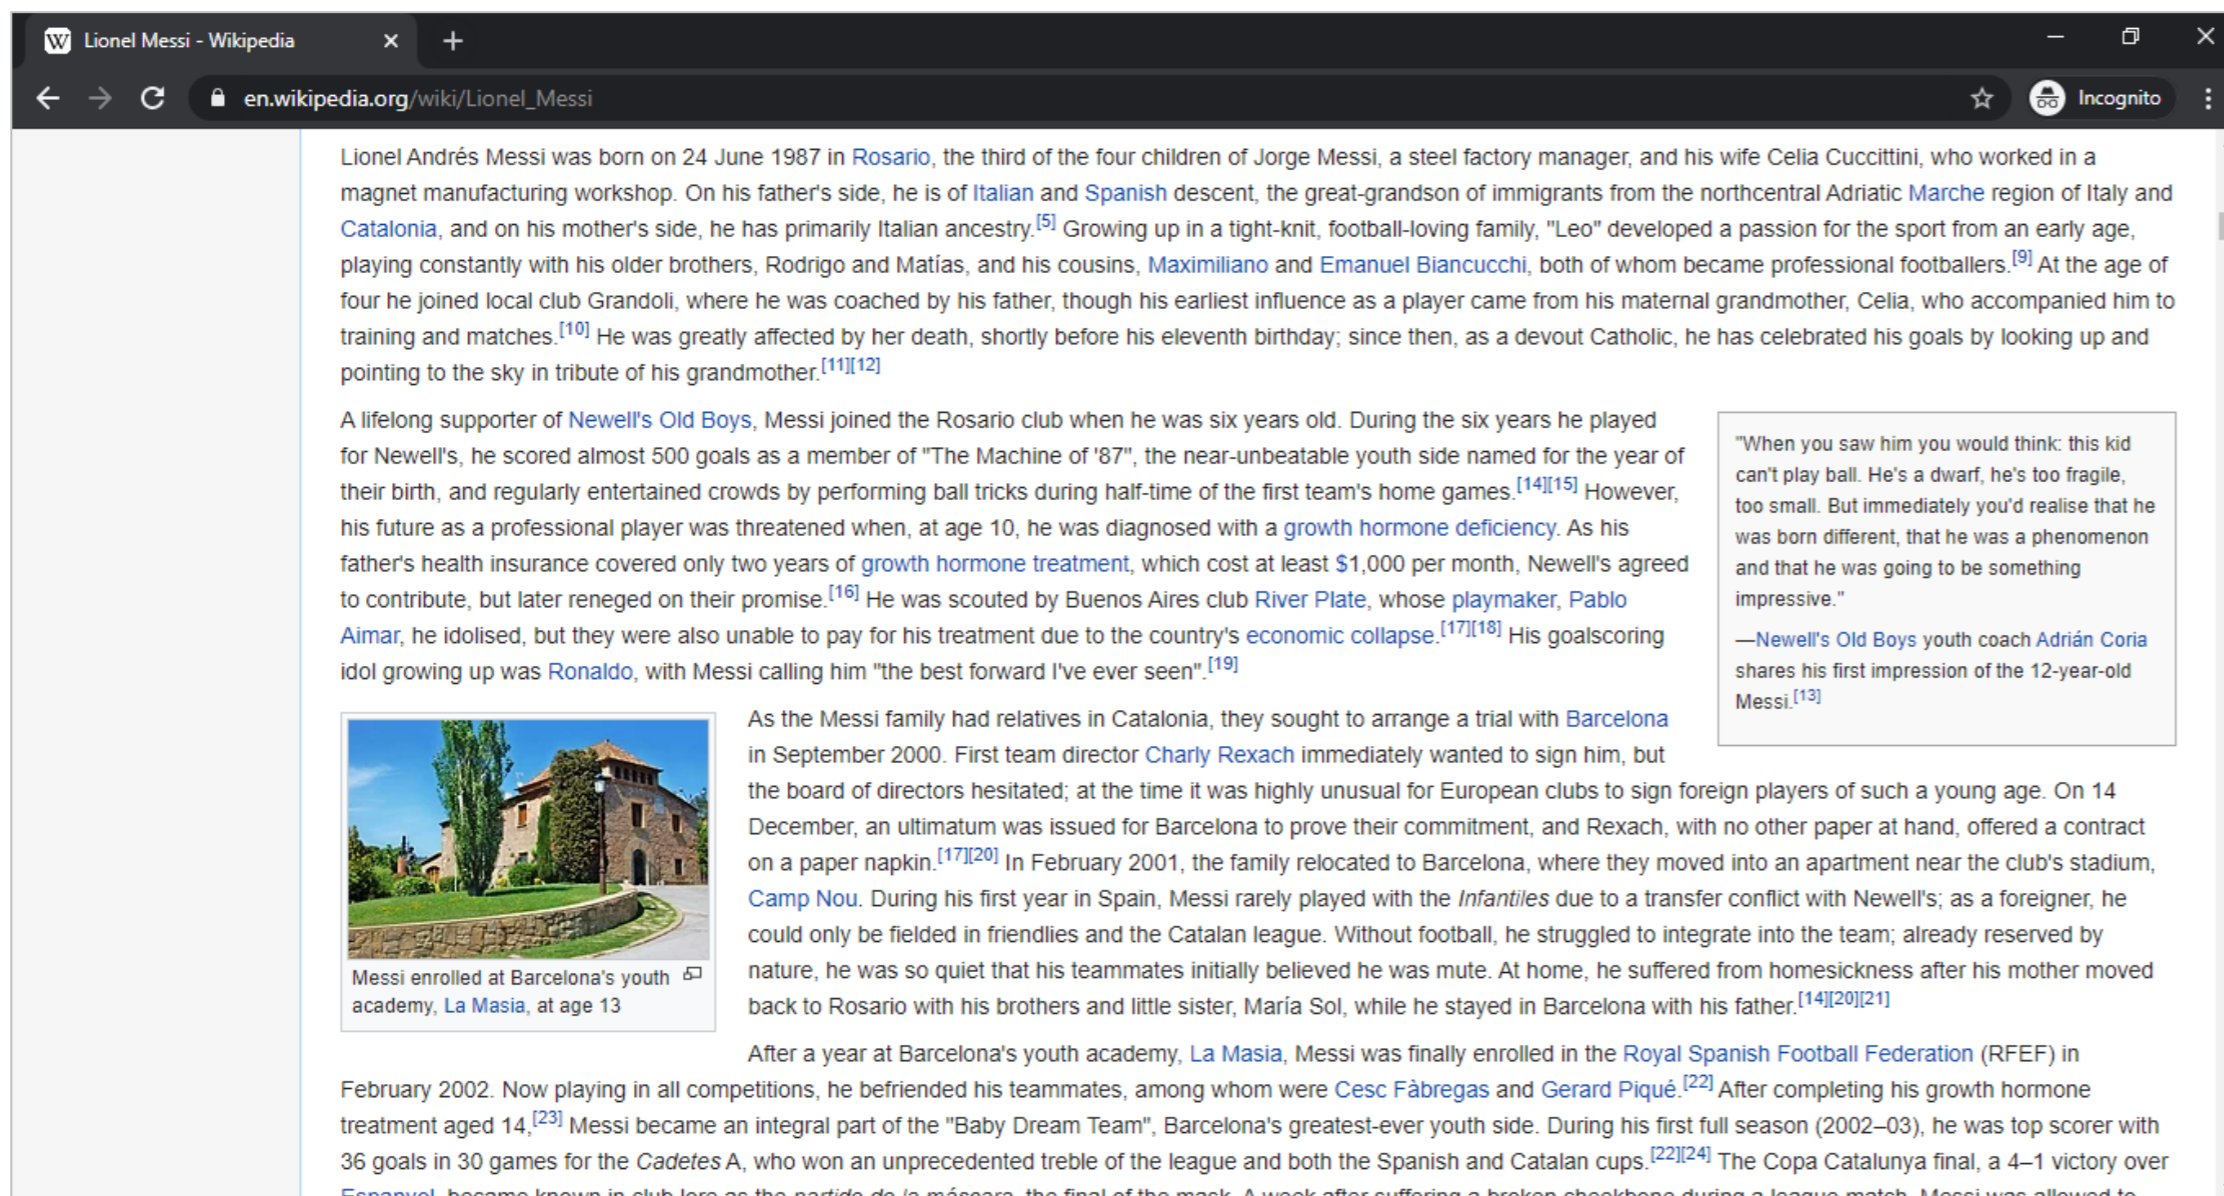 Lionel Messi - Wikipedia
en.wikipedia.org/wiki/Lionel_Messi
Incognito
Lionel Andrés Messi was born on 24 June 1987 in Rosario, the third of the four children of Jorge Messi, a steel factory manager, and his wife Celia Cuccittini, who worked in a
magnet manufacturing workshop. On his father's side, he is of Italian and Spanish descent, the great-grandson of immigrants from the northcentral Adriatic Marche region of Italy and
Catalonia, and on his mother's side, he has primarily Italian ancestry.[5] Growing up in a tight-knit, football-loving family, "Leo" developed a passion for the sport from an early age,
playing constantly with his older brothers, Rodrigo and Matías, and his cousins, Maximiliano and Emanuel Biancucchi, both of whom became professional footballers.[9] At the age of
four he joined local club Grandoli, where he was coached by his father, though his earliest influence as a player came from his maternal grandmother, Celia, who accompanied him to
training and matches.[10] He was greatly affected by her death, shortly before his eleventh birthday; since then, as a devout Catholic, he has celebrated his goals by looking up and
pointing to the sky in tribute of his grandmother.[11][12]
A lifelong supporter of Newell's Old Boys, Messi joined the Rosario club when he was six years old. During the six years he played
for Newell's, he scored almost 500 goals as a member of "The Machine of '87", the near-unbeatable youth side named for the year of
their birth, and regularly entertained crowds by performing ball tricks during half-time of the first team's home games.[14][15] However,
his future as a professional player was threatened when, at age 10, he was diagnosed with a growth hormone deficiency. As his
father's health insurance covered only two years of growth hormone treatment, which cost at least $1,000 per month, Newell's agreed
to contribute, but later reneged on their promise.[16] He was scouted by Buenos Aires club River Plate, whose playmaker, Pablo
Aimar, he idolised, but they were also unable to pay for his treatment due to the country's economic collapse.[17][18] His goalscoring
idol growing up was Ronaldo, with Messi calling him "the best forward I've ever seen".[19]
"When you saw him you would think: this kid
can't play ball. He's a dwarf, he's too fragile,
too small. But immediately you'd realise that he
was born different, that he was a phenomenon
and that he was going to be something
impressive."
—Newell's Old Boys youth coach Adrián Coria
shares his first impression of the 12-year-old
Messi.[13]
As the Messi family had relatives in Catalonia, they sought to arrange a trial with Barcelona
in September 2000. First team director Charly Rexach immediately wanted to sign him, but
the board of directors hesitated; at the time it was highly unusual for European clubs to sign foreign players of such a young age. On 14
December, an ultimatum was issued for Barcelona to prove their commitment, and Rexach, with no other paper at hand, offered a contract
on a paper napkin.[17][20] In February 2001, the family relocated to Barcelona, where they moved into an apartment near the club's stadium,
Camp Nou. During his first year in Spain, Messi rarely played with the Infantiles due to a transfer conflict with Newell's; as a foreigner, he
could only be fielded in friendlies and the Catalan league. Without football, he struggled to integrate into the team; already reserved by
nature, he was so quiet that his teammates initially believed he was mute. At home, he suffered from homesickness after his mother moved
back to Rosario with his brothers and little sister, María Sol, while he stayed in Barcelona with his father.[14][20][21]
Messi enrolled at Barcelona's youth
academy, La Masia, at age 13
After a year at Barcelona's youth academy, La Masia, Messi was finally enrolled in the Royal Spanish Football Federation (RFEF) in
February 2002. Now playing in all competitions, he befriended his teammates, among whom were Cesc Fàbregas and Gerard Piqué.[22] After completing his growth hormone
treatment aged 14,[23] Messi became an integral part of the "Baby Dream Team", Barcelona's greatest-ever youth side. During his first full season (2002–03), he was top scorer with
36 goals in 30 games for the Cadetes A, who won an unprecedented treble of the league and both the Spanish and Catalan cups.[22][24] The Copa Catalunya final, a 4–1 victory over
Espanyol, became known in club lore as the partido de la máscara, the final of the mask. A week after suffering a broken cheekbone during a league match, Messi was allowed to